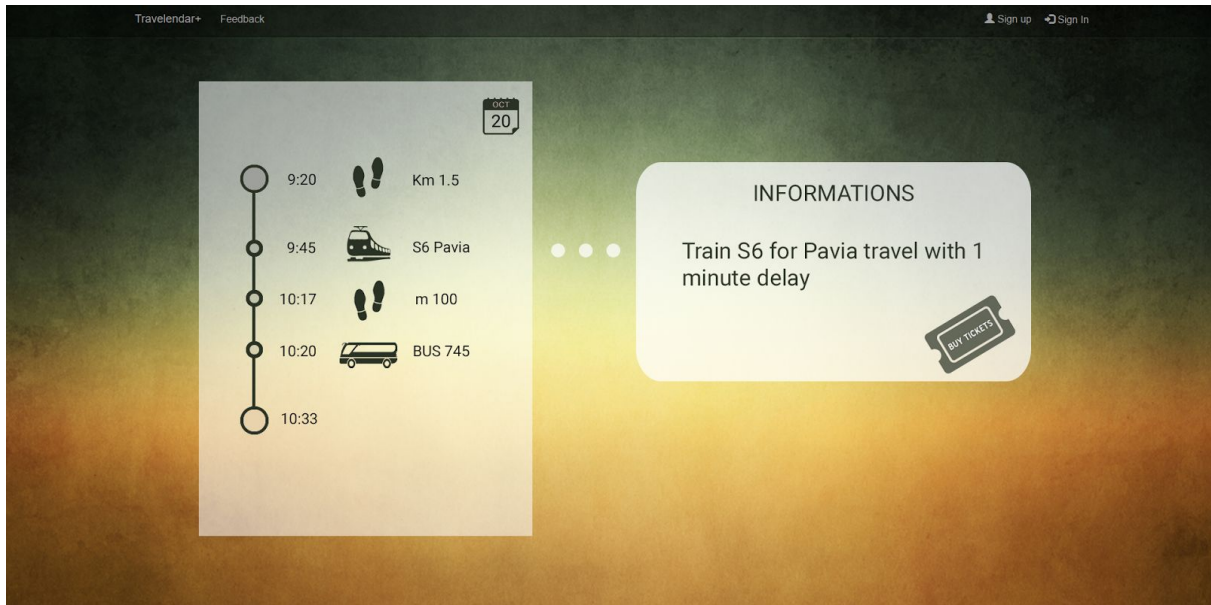 Travelendar+ Feedback Sign up Sign In
OCT
20
9:20 Km 1.5
9:45 S6 Pavia
10:17 m 100
10:20 BUS 745
10:33
INFORMATIONS
Train S6 for Pavia travel with 1
minute delay
BUY TICKETS